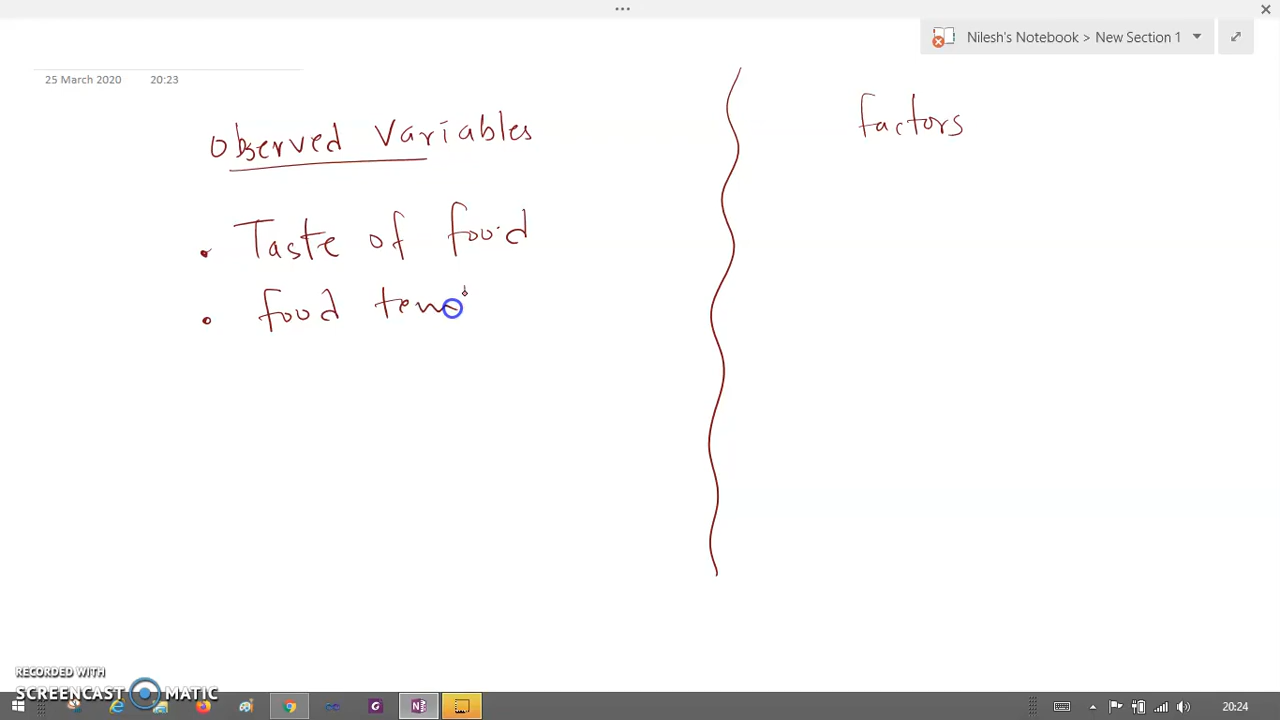 Nilesh's Notebook > New Section 1
25 March 2020 20:23
Observed Variables
factors
• Taste of food
• food tem
RECORDED WITH
SCREENCAST MATIC
20:24